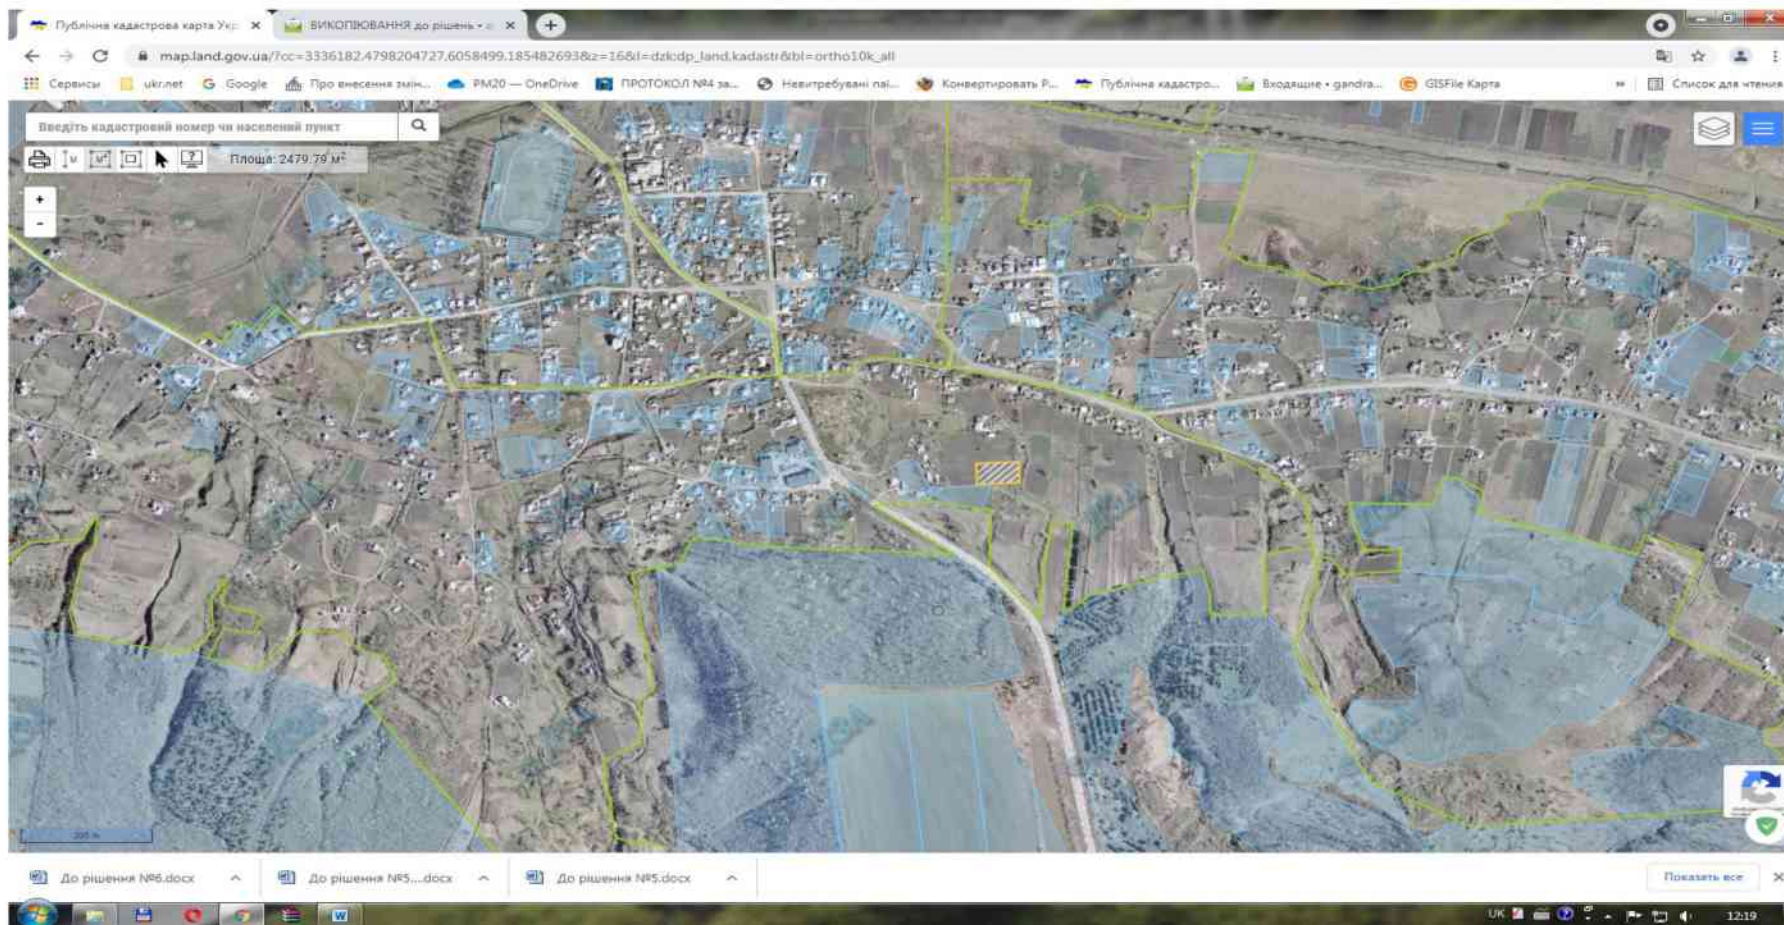 Публічна кадастрова карта Укр
ВИКОПІЮВАННЯ до рішень •
map.land.gov.ua/?cc=3336182.4798204727,6058499.185482693&z=16&l=dzk:dp_land,kadastr&bl=ortho10k_all
Сервисы ukr.net Google Про внесення змін... PM20 — OneDrive ПРОТОКОЛ №4 за... Невитребувані паї... Конвертировать P... Публічна кадастро... Входящие • gandra... GISFile Карта » Список для чтения
Введіть кадастровий номер чи населений пункт
Площа: 2479.79 м²
+
-
200 m
До рішення №6.docx До рішення №5....docx До рішення №5.docx Показать все
UK 12:19